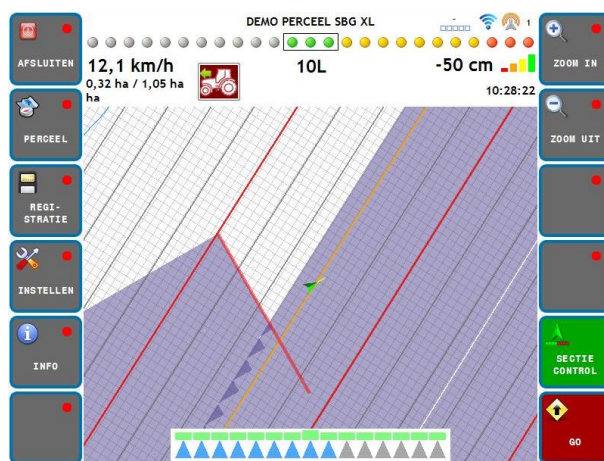 DEMO PERCEEL SBG XL
-
1
AFSLUITEN
12,1 km/h
10L
-50 cm
ZOOM IN
0,32 ha / 1,05 ha
ha
10:28:22
PERCEEL
ZOOM UIT
REGI-
STRATIE
INSTELLEN
INFO
SECTIE
CONTROL
GO